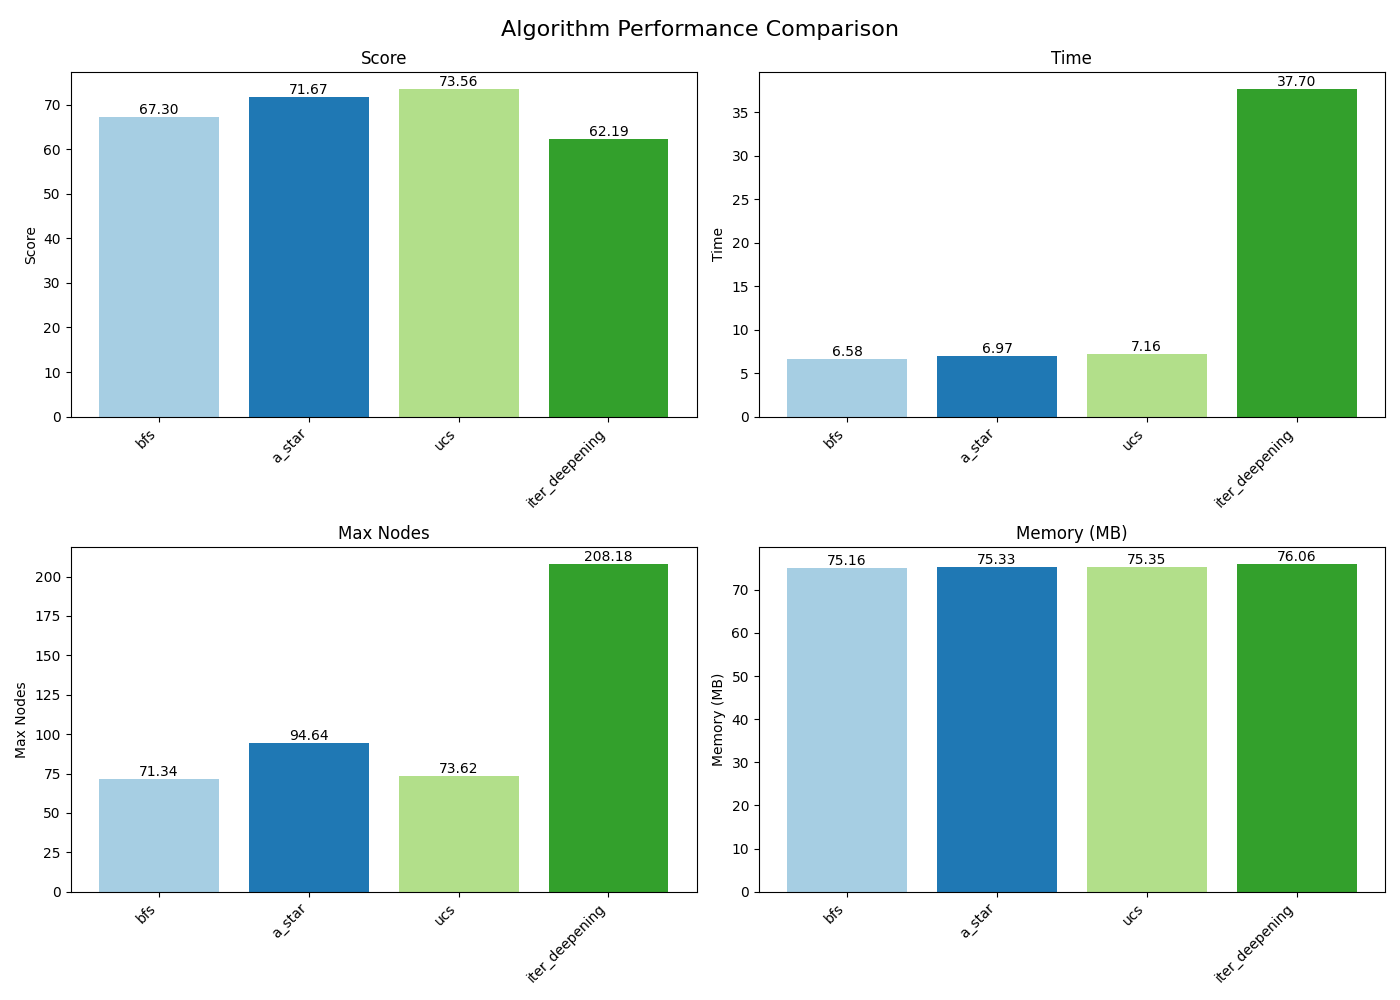 Algorithm Performance Comparison
Score
Score
70
60
50
40
30
20
10
0
67.30
71.67
73.56
62.19
bfs
a_star
ucs
iter_deepening
Time
Time
35
30
25
20
15
10
5
0
6.58
6.97
7.16
37.70
bfs
a_star
ucs
iter_deepening
Max Nodes
Max Nodes
200
175
150
125
100
75
50
25
0
71.34
94.64
73.62
208.18
bfs
a_star
ucs
iter_deepening
Memory (MB)
Memory (MB)
70
60
50
40
30
20
10
0
75.16
75.33
75.35
76.06
bfs
a_star
ucs
iter_deepening